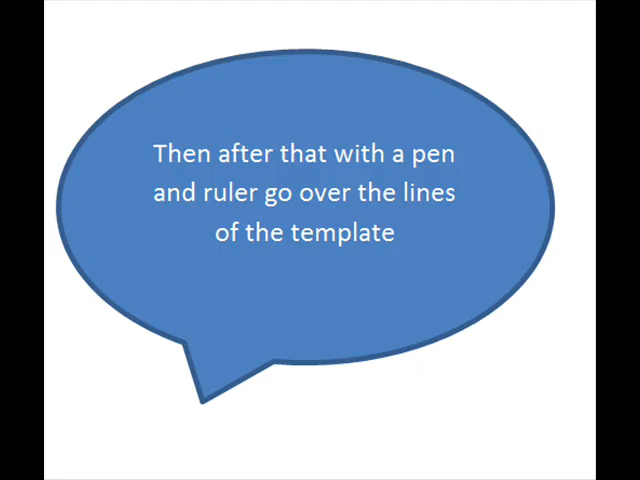 Then after that with a pen
and ruler go over the lines
of the template